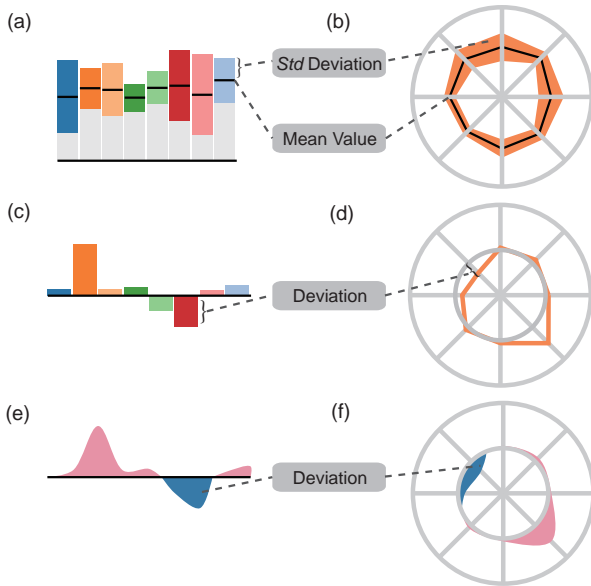 (a)
(b)
Std Deviation
Mean Value
(c)
(d)
Deviation
(e)
(f)
Deviation